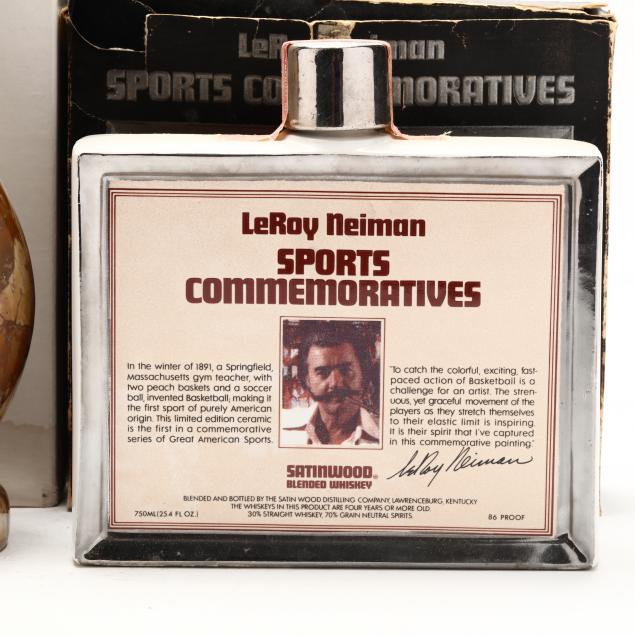 LeRoy Neiman
SPORTS COMMEMORATIVES
LeRoy Neiman
SPORTS
COMMEMORATIVES
In the winter of 1891, a Springfield,
Massachusetts gym teacher, with
two peach baskets and a soccer
ball, invented Basketball; making it
the first sport of purely American
origin. This limited edition ceramic
is the first in a commemorative
series of Great American Sports.
"To catch the colorful, exciting, fast-
paced action of Basketball is a
challenge for an artist. The stren-
uous, yet graceful movement of the
players as they stretch themselves
to their elastic limit is inspiring.
It is their spirit that I've captured
in this commemorative painting."
LeRoy Neiman
SATINWOOD®
BLENDED WHISKEY
BLENDED AND BOTTLED BY THE SATIN WOOD DISTILLING COMPANY, LAWRENCEBURG, KENTUCKY
THE WHISKEYS IN THIS PRODUCT ARE FOUR YEARS OR MORE OLD.
750ML(25.4 FL OZ.) 30% STRAIGHT WHISKEY, 70% GRAIN NEUTRAL SPIRITS. 86 PROOF